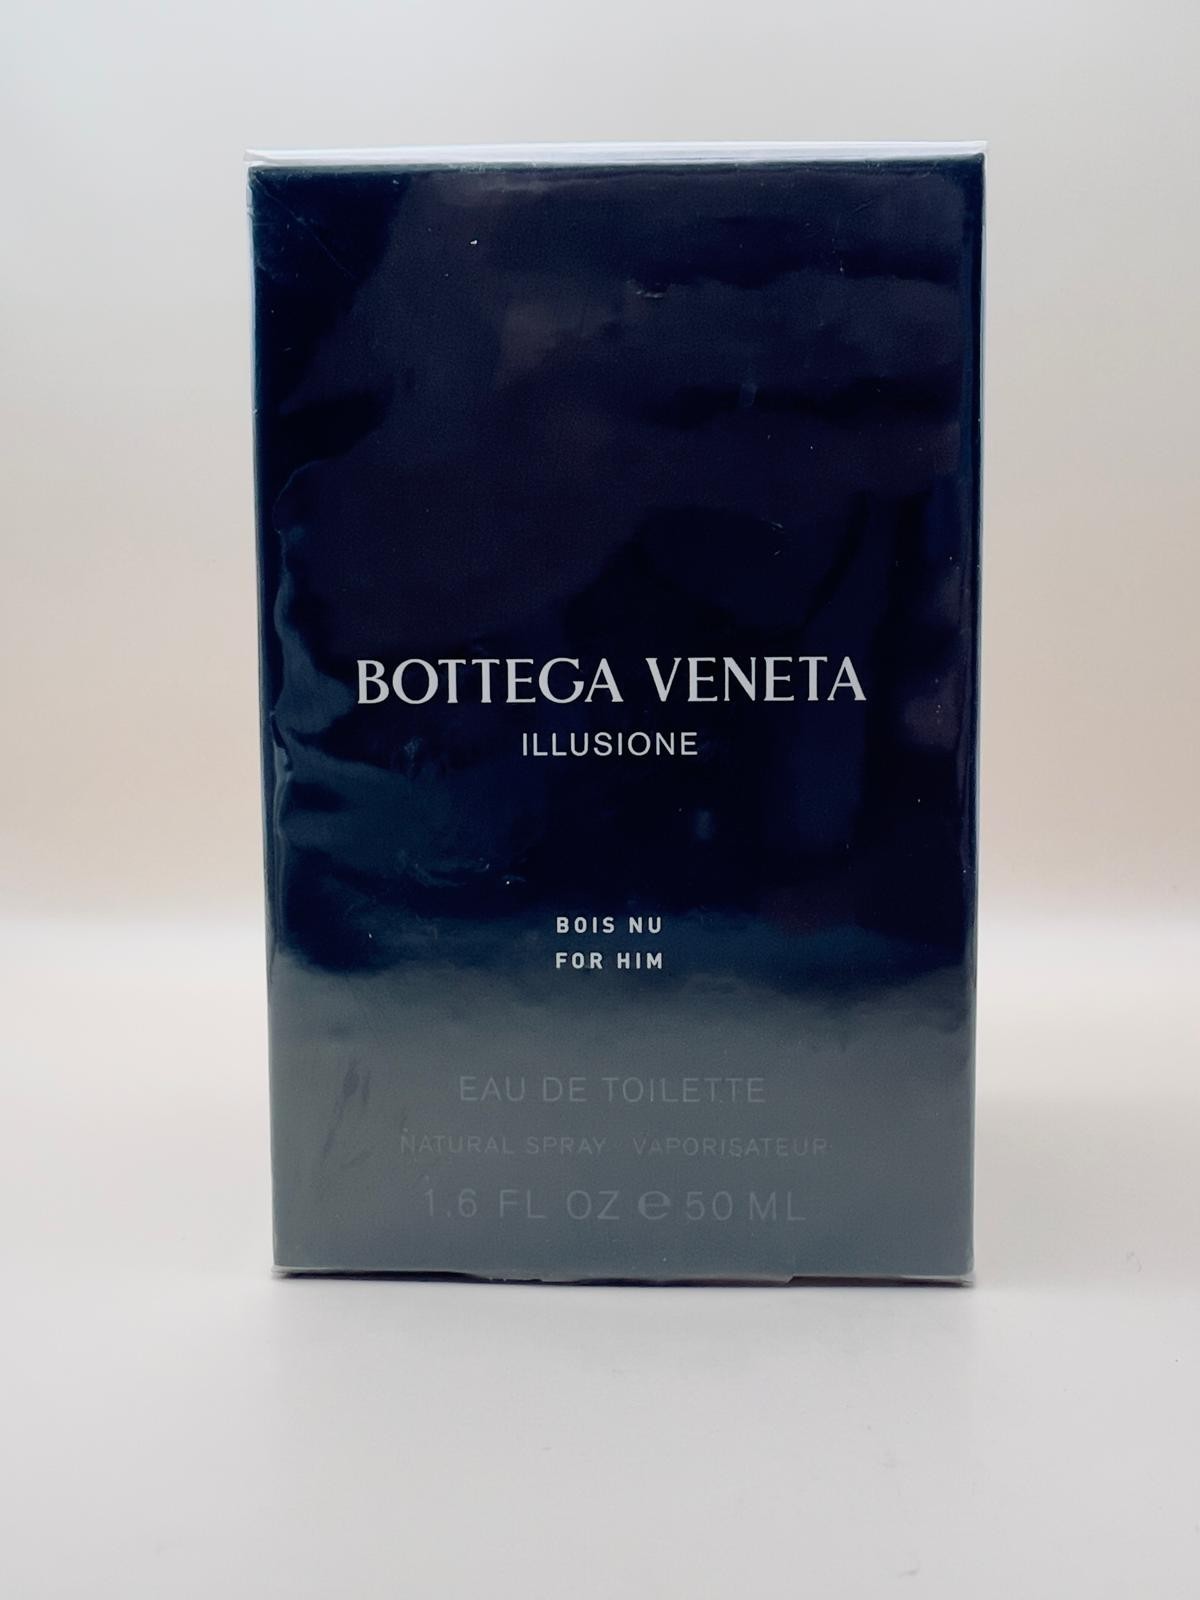 BOTTEGA VENETA
ILLUSIONE
BOIS NU
FOR HIM
EAU DE TOILETTE
NATURAL SPRAY VAPORISATEUR
1.6 FL OZ ℮ 50 ML